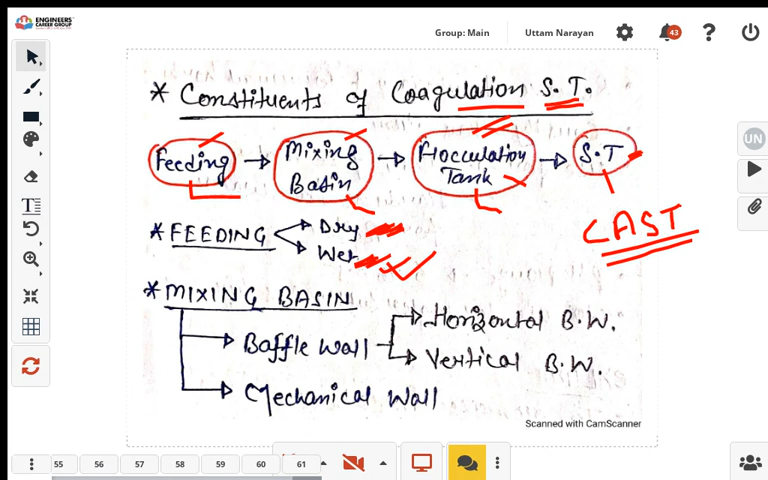 ENGINEERS
CAREER GROUP
Group: Main
Uttam Narayan
43
* Constituents of Coagulation S.T.
Feeding → Mixing Basin → Flocculation Tank → S.T
CAST
* FEEDING
Dry
Wet
UN
* MIXING BASIN
Baffle Wall
Horizontal B.W.
Vertical B.W.
Mechanical Wall
Scanned with CamScanner
55 56 57 58 59 60 61